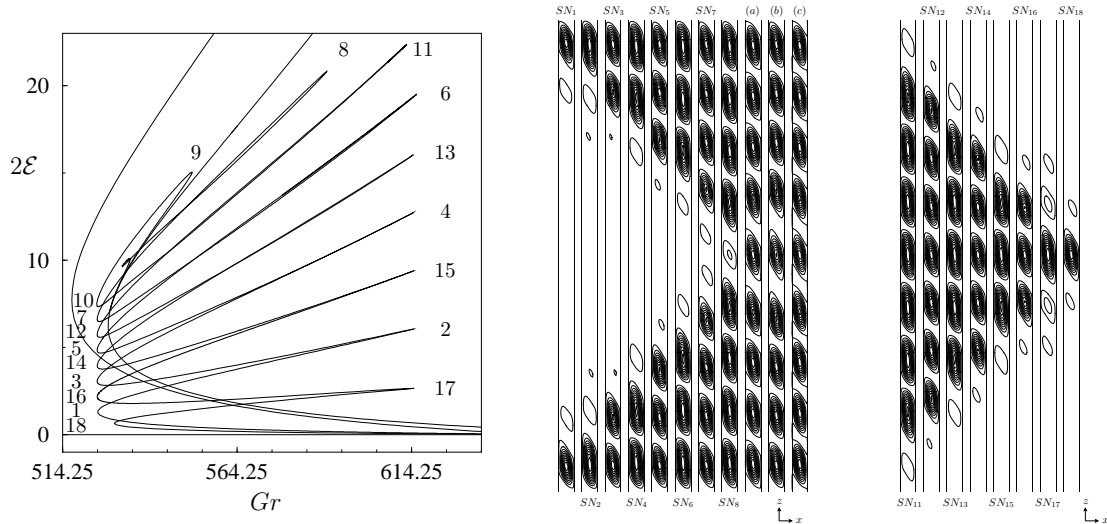 20
2ℰ
10
0
514.25
564.25
614.25
Gr
8
11
6
9
13
4
15
2
17
10
7
12
5
14
3
16
1
18
SN1
SN3
SN5
SN7
(a)
(b)
(c)
SN2
SN4
SN6
SN8
z
x
SN12
SN14
SN16
SN18
SN11
SN13
SN15
SN17
z
x